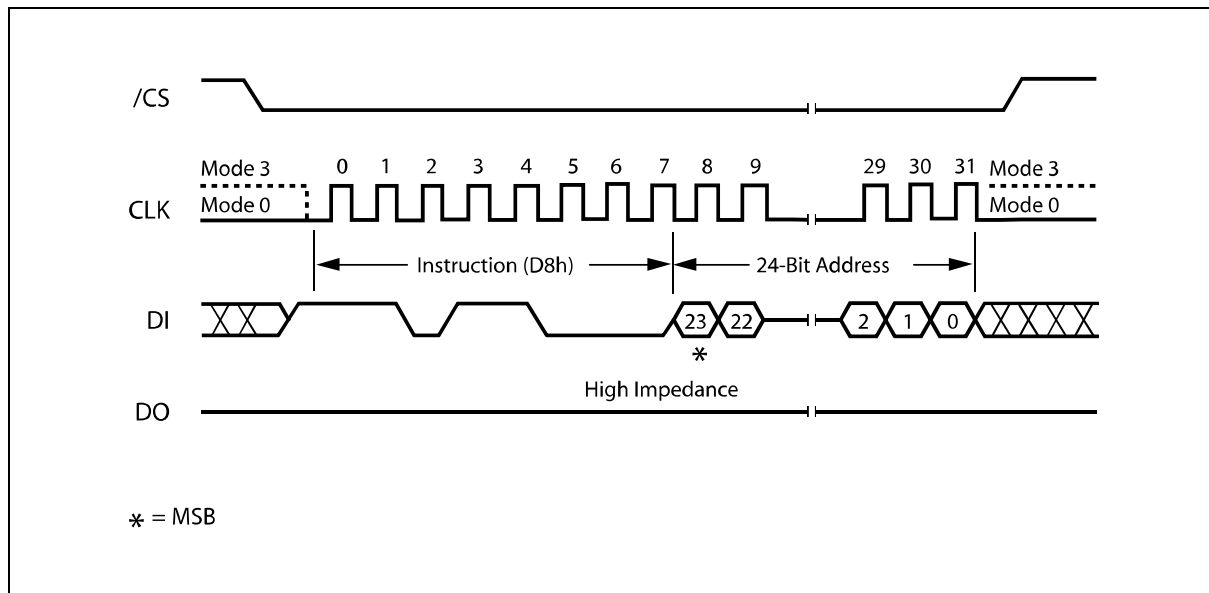 /CS
Mode 3 0 1 2 3 4 5 6 7 8 9 29 30 31 Mode 3
CLK Mode 0 Mode 0
Instruction (D8h) 24-Bit Address
DI 23 22 2 1 0
*
High Impedance
DO
* = MSB